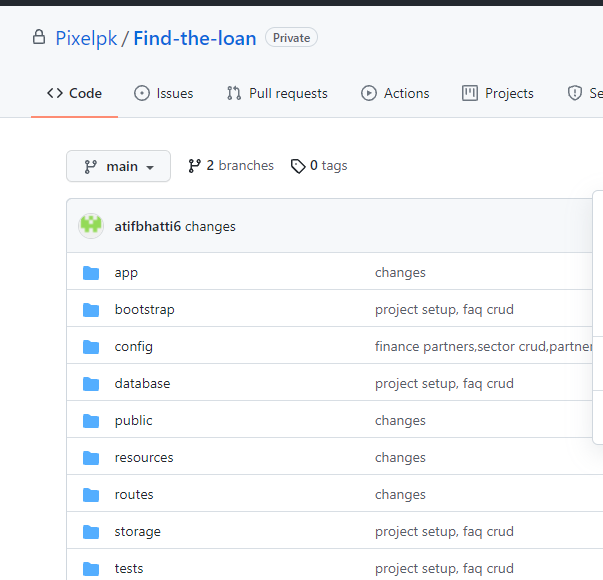 Pixelpk / Find-the-loan Private
Code Issues Pull requests Actions Projects
main 2 branches 0 tags
atifbhatti6 changes
app changes
bootstrap project setup, faq crud
config finance partners,sector crud,partner
database project setup, faq crud
public changes
resources changes
routes changes
storage project setup, faq crud
tests project setup, faq crud